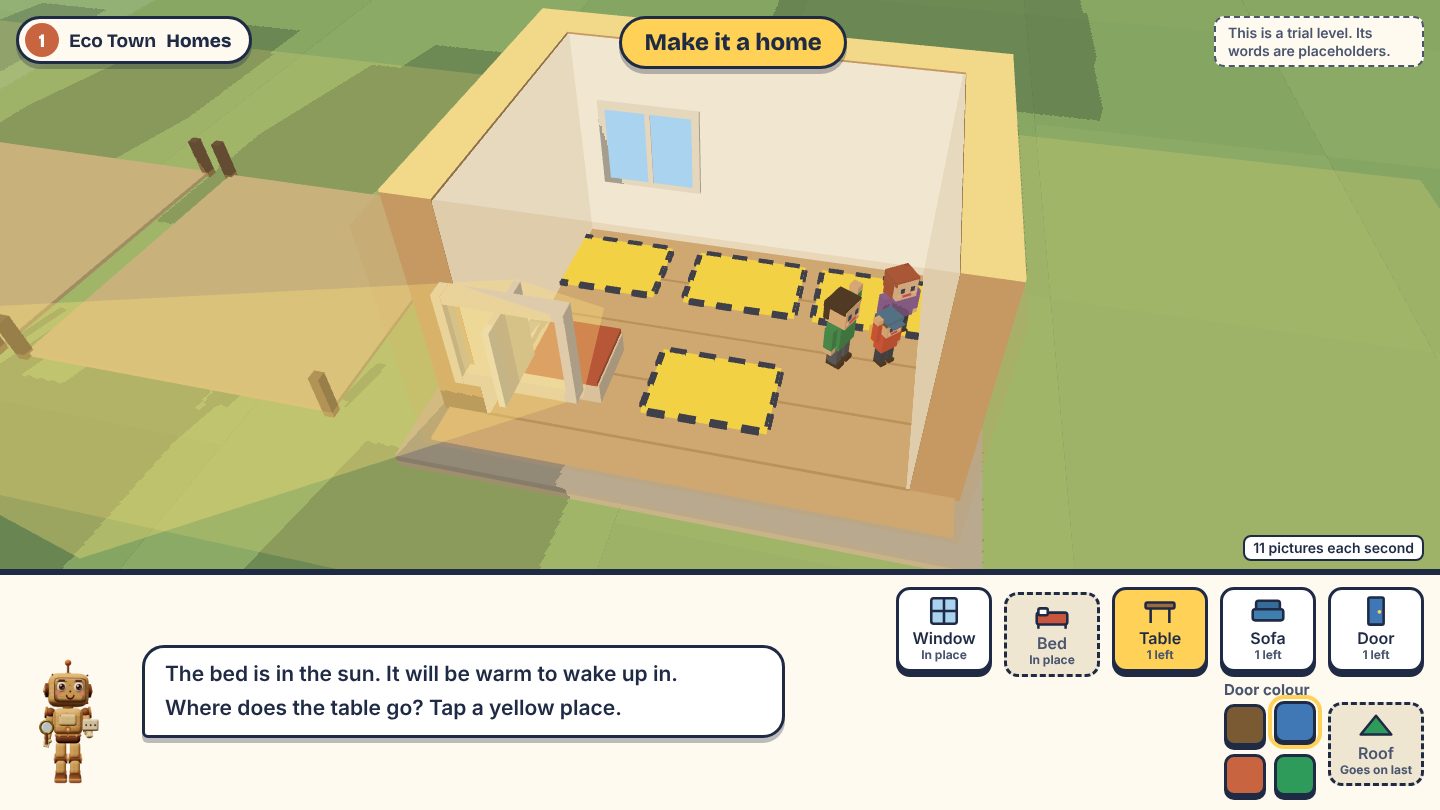 1 Eco Town Homes
Make it a home
This is a trial level. Its
words are placeholders.
11 pictures each second
The bed is in the sun. It will be warm to wake up in.
Where does the table go? Tap a yellow place.
Window
In place
Bed
In place
Table
1 left
Sofa
1 left
Door
1 left
Door colour
Roof
Goes on last